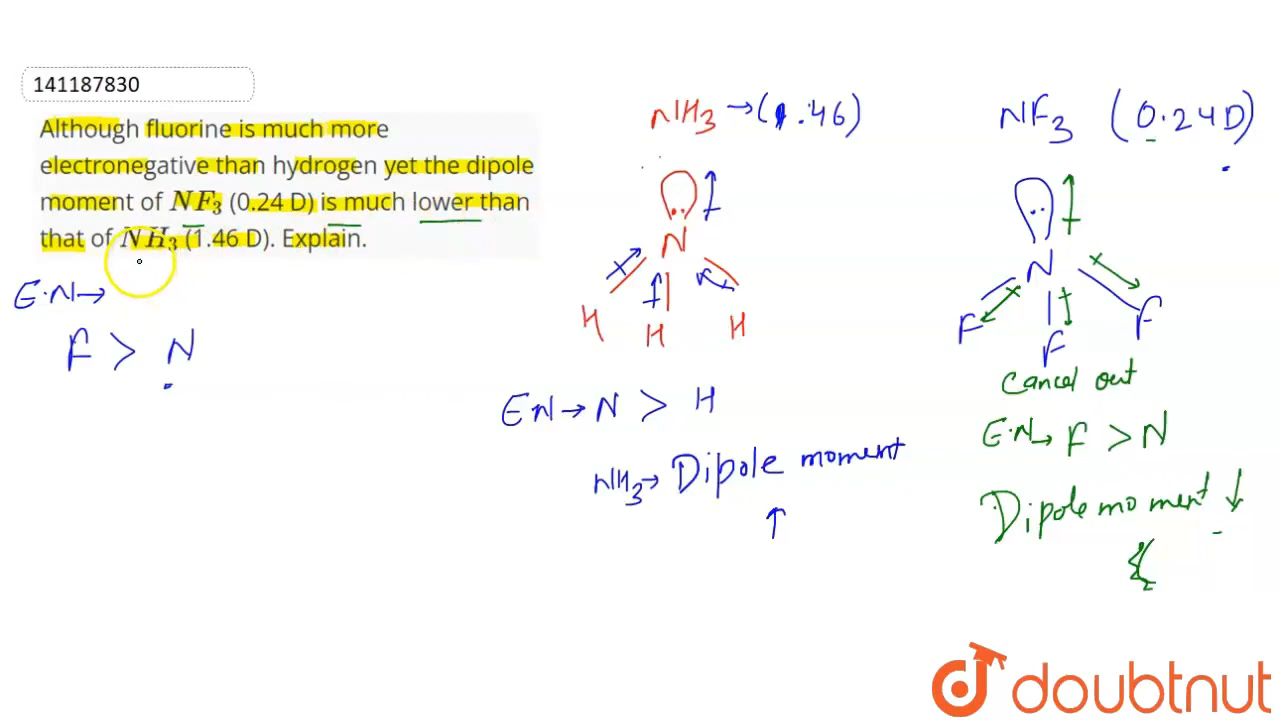 141187830
Although fluorine is much more
electronegative than hydrogen yet the dipole
moment of NF3 (0.24 D) is much lower than
that of NH3 (1.46 D). Explain.
E.N→
F > N
NH3 → (1.46)
N
H H H
EN→ N > H
NH3→ Dipole moment
↑
NF3 (0.24D)
N
F F F
Cancel out
E.N→ F > N
Dipole moment ↓
doubtnut